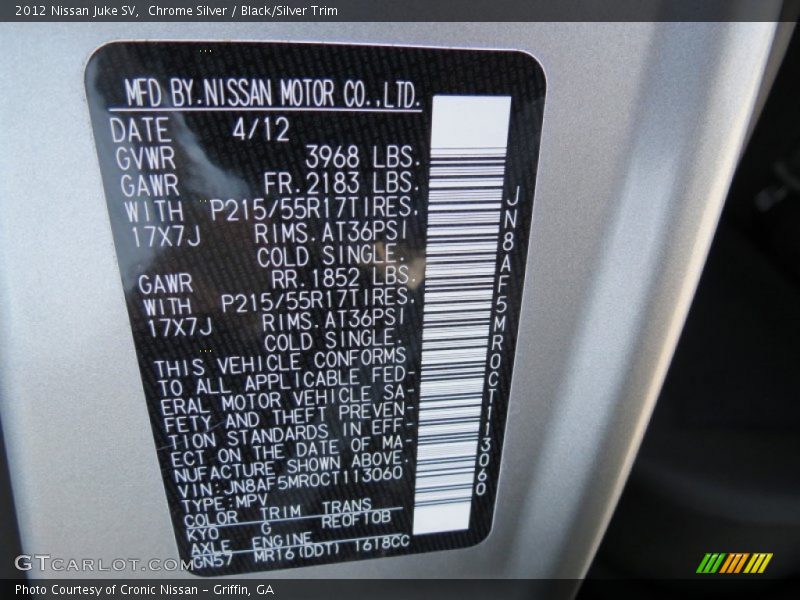 2012 Nissan Juke SV, Chrome Silver / Black/Silver Trim
MFD BY.NISSAN MOTOR CO.,LTD.
DATE 4/12
GVWR 3968 LBS.
GAWR FR.2183 LBS.
WITH P215/55R17TIRES.
17X7J RIMS.AT36PSI
COLD SINGLE.
GAWR RR.1852 LBS.
WITH P215/55R17TIRES.
17X7J RIMS.AT36PSI
COLD SINGLE.
THIS VEHICLE CONFORMS
TO ALL APPLICABLE FED-
ERAL MOTOR VEHICLE SA-
FETY AND THEFT PREVEN-
TION STANDARDS IN EFF-
ECT ON THE DATE OF MA-
NUFACTURE SHOWN ABOVE.
VIN:JN8AF5MR0CT113060
TYPE:MPV
COLOR TRIM TRANS
KY0 G RE0F10B
AXLE ENGINE
GN57 MR16(DDT) 1618CC
JN8AF5MR0CT113060
GTCARLOT.COM
Photo Courtesy of Cronic Nissan - Griffin, GA